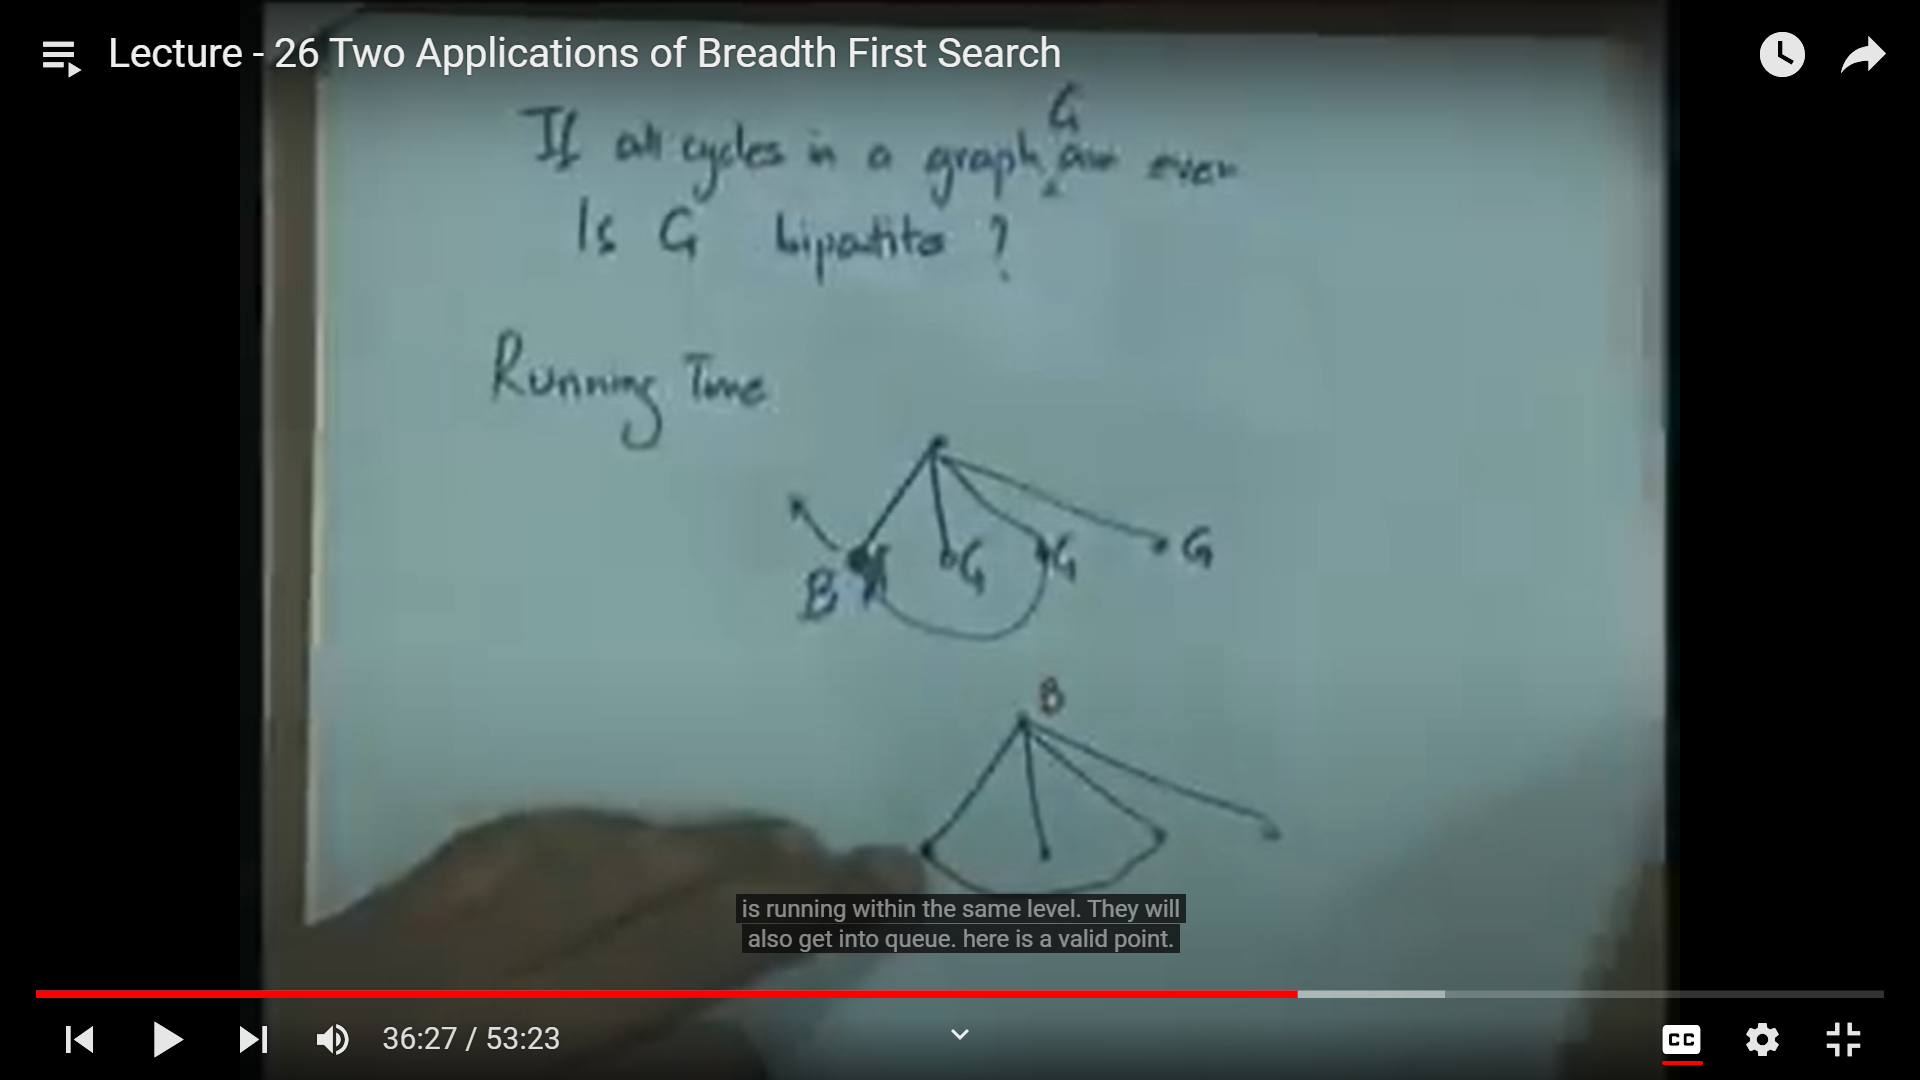 Lecture - 26 Two Applications of Breadth First Search
G
If all cycles in a graph are even
Is G bipatite ?
Running Time
B G G G
B
is running within the same level. They will
also get into queue. here is a valid point.
36:27 / 53:23
CC